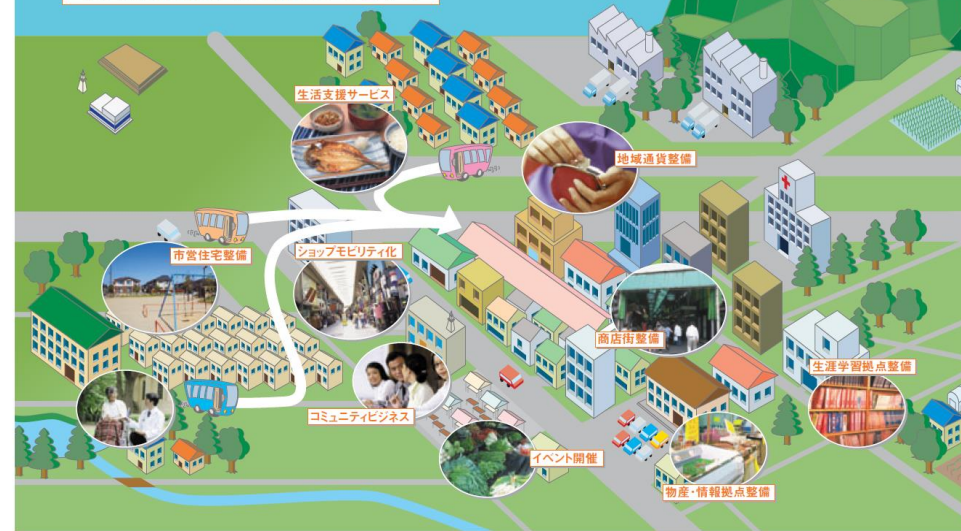 生活支援サービス
地域通貨整備
市営住宅整備
ショップモビリティ化
商店街整備
生涯学習拠点整備
コミュニティビジネス
イベント開催
物産・情報拠点整備